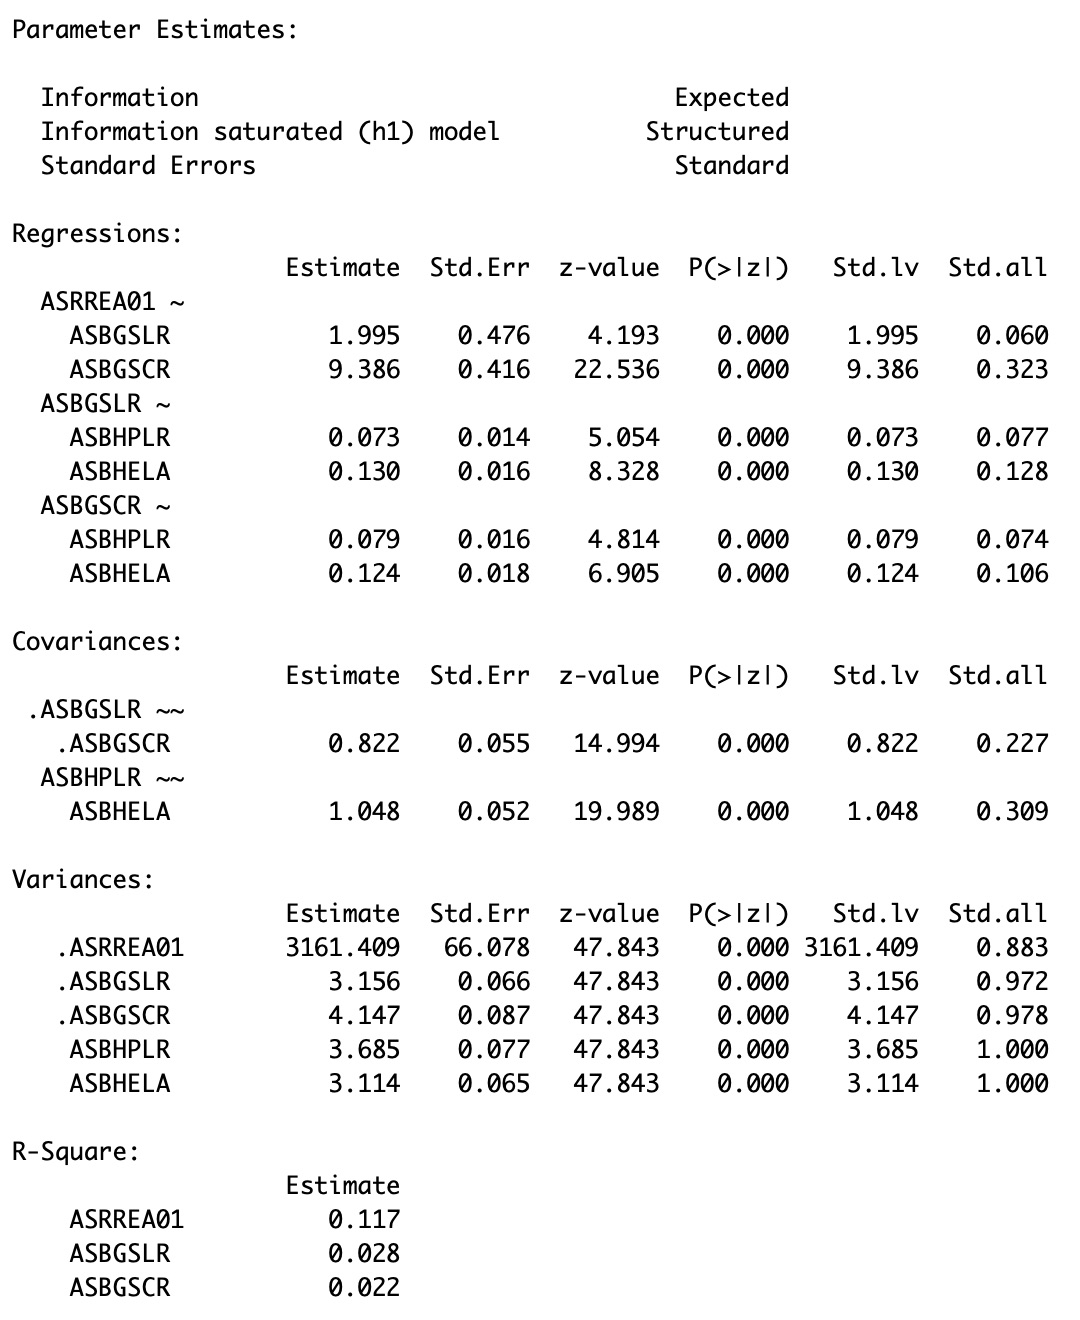 Parameter Estimates:
Information Expected
Information saturated (h1) model Structured
Standard Errors Standard
Regressions:
Estimate Std.Err z-value P(>|z|) Std.lv Std.all
ASRREA01 ~
ASBGSLR 1.995 0.476 4.193 0.000 1.995 0.060
ASBGSCR 9.386 0.416 22.536 0.000 9.386 0.323
ASBGSLR ~
ASBHPLR 0.073 0.014 5.054 0.000 0.073 0.077
ASBHELA 0.130 0.016 8.328 0.000 0.130 0.128
ASBGSCR ~
ASBHPLR 0.079 0.016 4.814 0.000 0.079 0.074
ASBHELA 0.124 0.018 6.905 0.000 0.124 0.106
Covariances:
Estimate Std.Err z-value P(>|z|) Std.lv Std.all
.ASBGSLR ~~
.ASBGSCR 0.822 0.055 14.994 0.000 0.822 0.227
ASBHPLR ~~
ASBHELA 1.048 0.052 19.989 0.000 1.048 0.309
Variances:
Estimate Std.Err z-value P(>|z|) Std.lv Std.all
.ASRREA01 3161.409 66.078 47.843 0.000 3161.409 0.883
.ASBGSLR 3.156 0.066 47.843 0.000 3.156 0.972
.ASBGSCR 4.147 0.087 47.843 0.000 4.147 0.978
ASBHPLR 3.685 0.077 47.843 0.000 3.685 1.000
ASBHELA 3.114 0.065 47.843 0.000 3.114 1.000
R-Square:
Estimate
ASRREA01 0.117
ASBGSLR 0.028
ASBGSCR 0.022